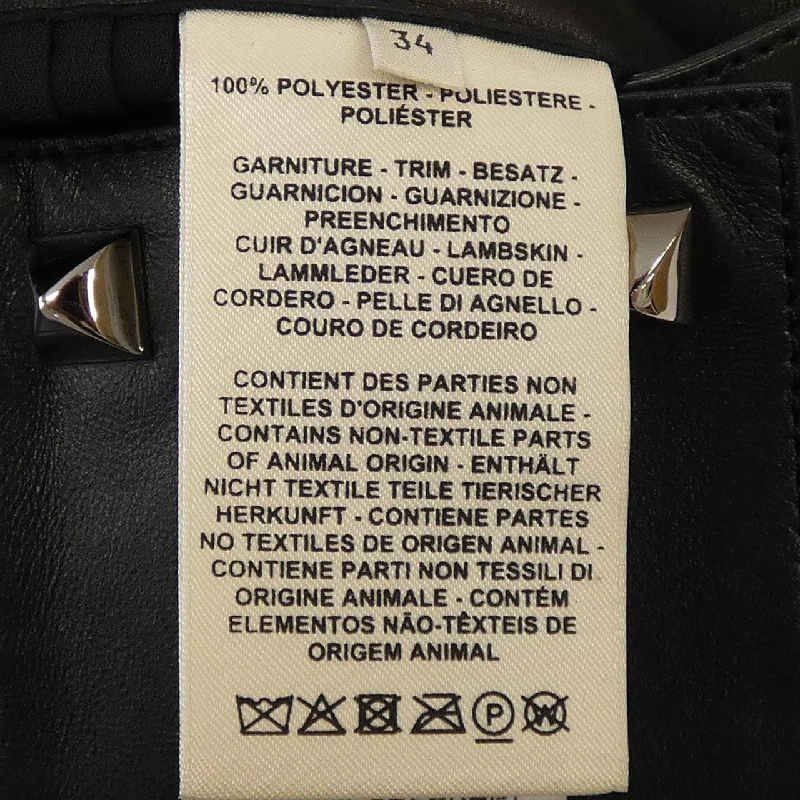 34
100% POLYESTER - POLIESTERE -
POLIÉSTER
GARNITURE - TRIM - BESATZ -
GUARNICION - GUARNIZIONE -
PREENCHIMENTO
CUIR D'AGNEAU - LAMBSKIN -
LAMMLEDER - CUERO DE
CORDERO - PELLE DI AGNELLO -
COURO DE CORDEIRO
CONTIENT DES PARTIES NON
TEXTILES D'ORIGINE ANIMALE -
CONTAINS NON-TEXTILE PARTS
OF ANIMAL ORIGIN - ENTHÄLT
NICHT TEXTILE TEILE TIERISCHER
HERKUNFT - CONTIENE PARTES
NO TEXTILES DE ORIGEN ANIMAL -
CONTIENE PARTI NON TESSILI DI
ORIGINE ANIMALE - CONTÉM
ELEMENTOS NÃO-TÊXTEIS DE
ORIGEM ANIMAL
P W